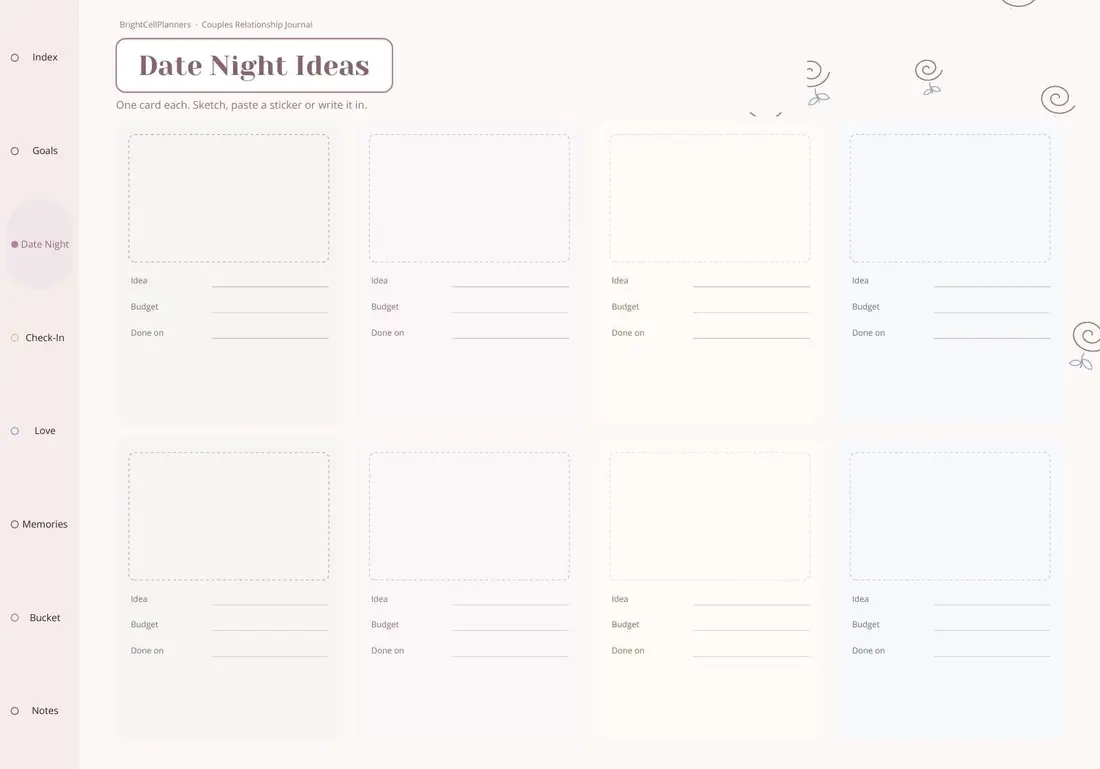 BrightCellPlanners · Couples Relationship Journal
Date Night Ideas
One card each. Sketch, paste a sticker or write it in.
Index
Goals
Date Night
Check-In
Love
Memories
Bucket
Notes
Idea
Budget
Done on
Idea
Budget
Done on
Idea
Budget
Done on
Idea
Budget
Done on
Idea
Budget
Done on
Idea
Budget
Done on
Idea
Budget
Done on
Idea
Budget
Done on